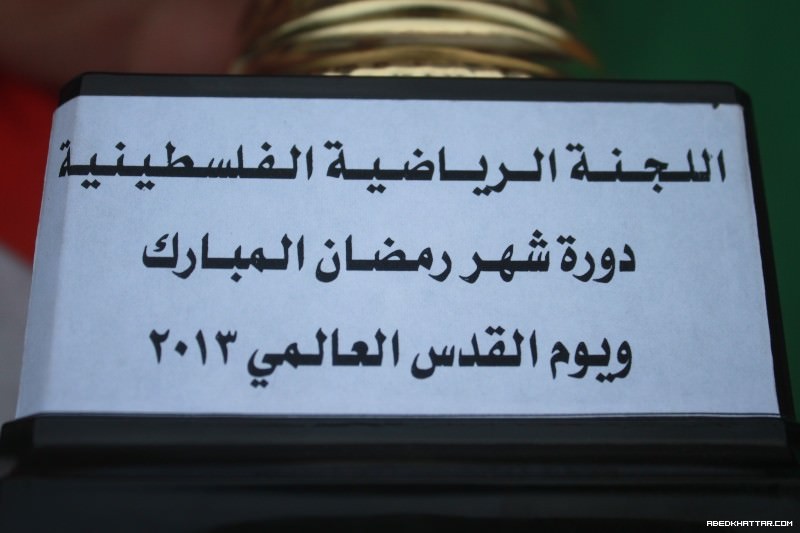 اللجنة الرياضية الفلسطينية
دورة شهر رمضان المبارك
ويوم القدس العالمي ٢٠١٣
ABEDKHATTAR.COM